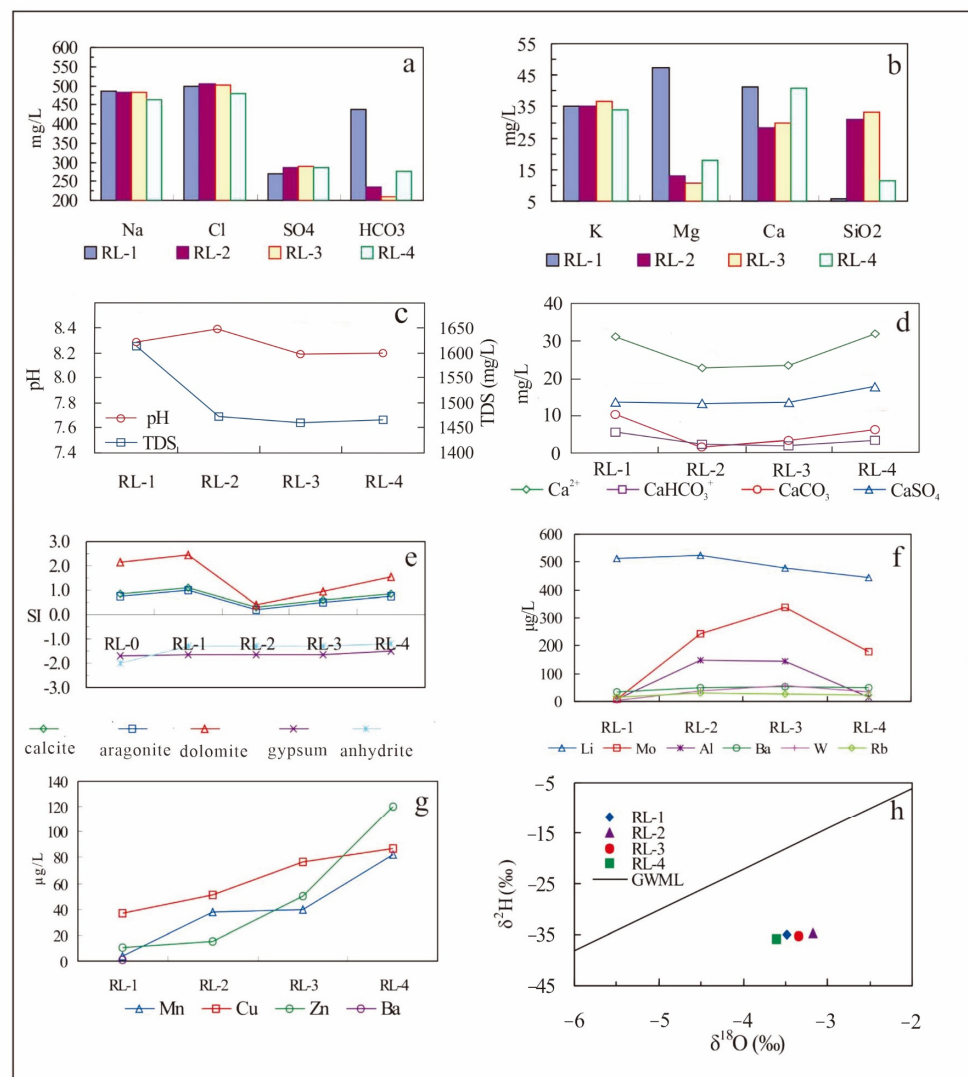 a
600
550
500
450
400
350
300
250
200
mg/L
Na Cl SO4 HCO3
RL-1 RL-2 RL-3 RL-4
b
55
45
35
25
15
5
mg/L
K Mg Ca SiO2
RL-1 RL-2 RL-3 RL-4
c
8.4
8.2
8.0
7.8
7.6
7.4
pH
1650
1600
1550
1500
1450
1400
TDS (mg/L)
pH
TDS
RL-1 RL-2 RL-3 RL-4
d
40
30
20
10
0
mg/L
RL-1 RL-2 RL-3 RL-4
Ca²⁺ CaHCO₃⁺ CaCO₃ CaSO₄
e
3.0
2.0
1.0
0.0
-1.0
-2.0
-3.0
SI
RL-0 RL-1 RL-2 RL-3 RL-4
calcite aragonite dolomite gypsum anhydrite
f
600
500
400
300
200
100
0
µg/L
RL-1 RL-2 RL-3 RL-4
Li Mo Al Ba W Rb
g
120
100
80
60
40
20
0
µg/L
RL-1 RL-2 RL-3 RL-4
Mn Cu Zn Ba
h
−5
−15
−25
−35
−45
δ²H (‰)
RL-1
RL-2
RL-3
RL-4
GWML
−6 −5 −4 −3 −2
δ¹⁸O (‰)